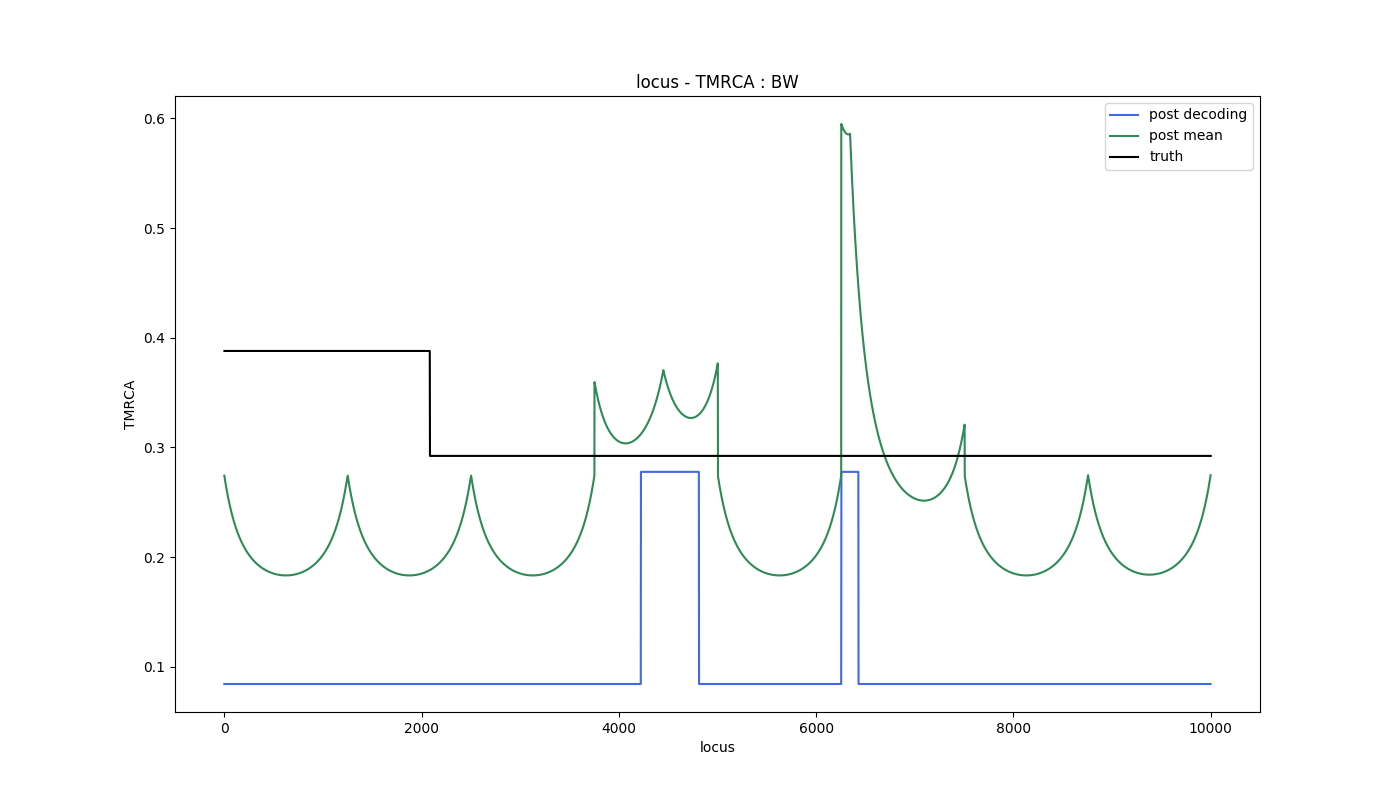 locus - TMRCA : BW
post decoding
post mean
truth
TMRCA
0.6
0.5
0.4
0.3
0.2
0.1
0 2000 4000 6000 8000 10000
locus